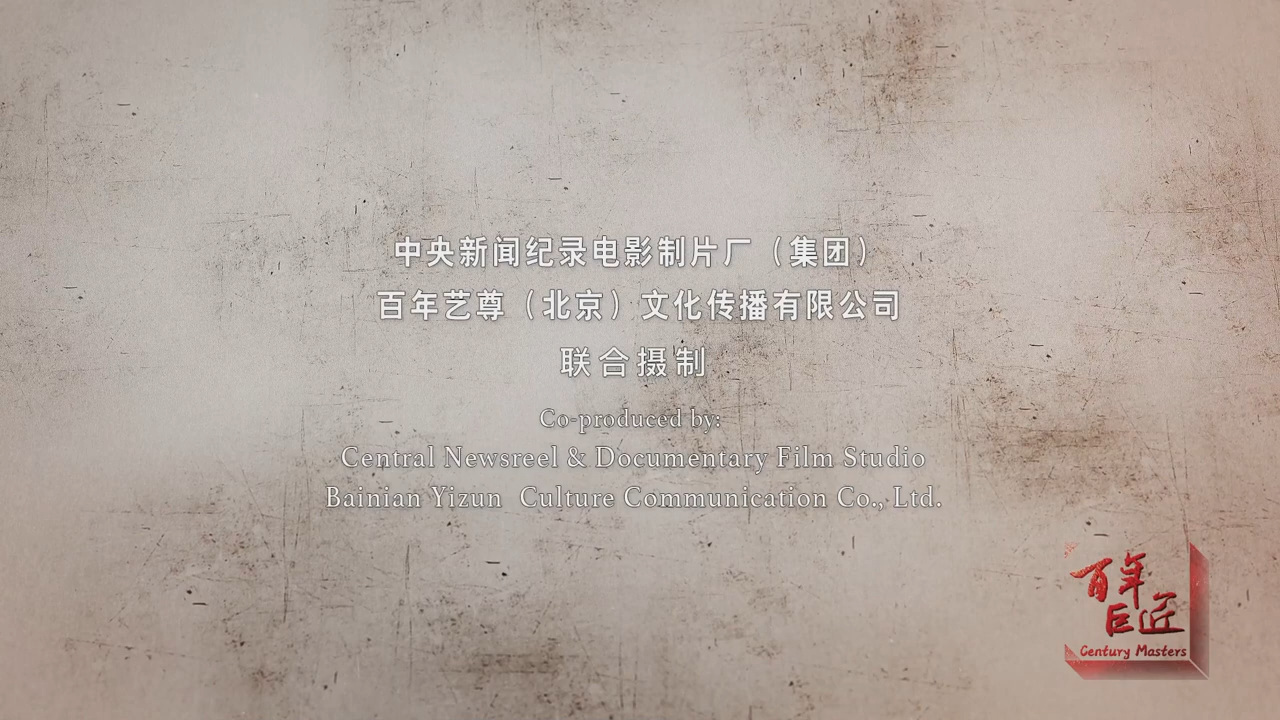 中央新闻纪录电影制片厂（集团）
百年艺尊（北京）文化传播有限公司
联合摄制
Co-produced by:
Central Newsreel & Documentary Film Studio
Bainian Yizun  Culture Communication Co., Ltd.
百年
巨匠
Century Masters